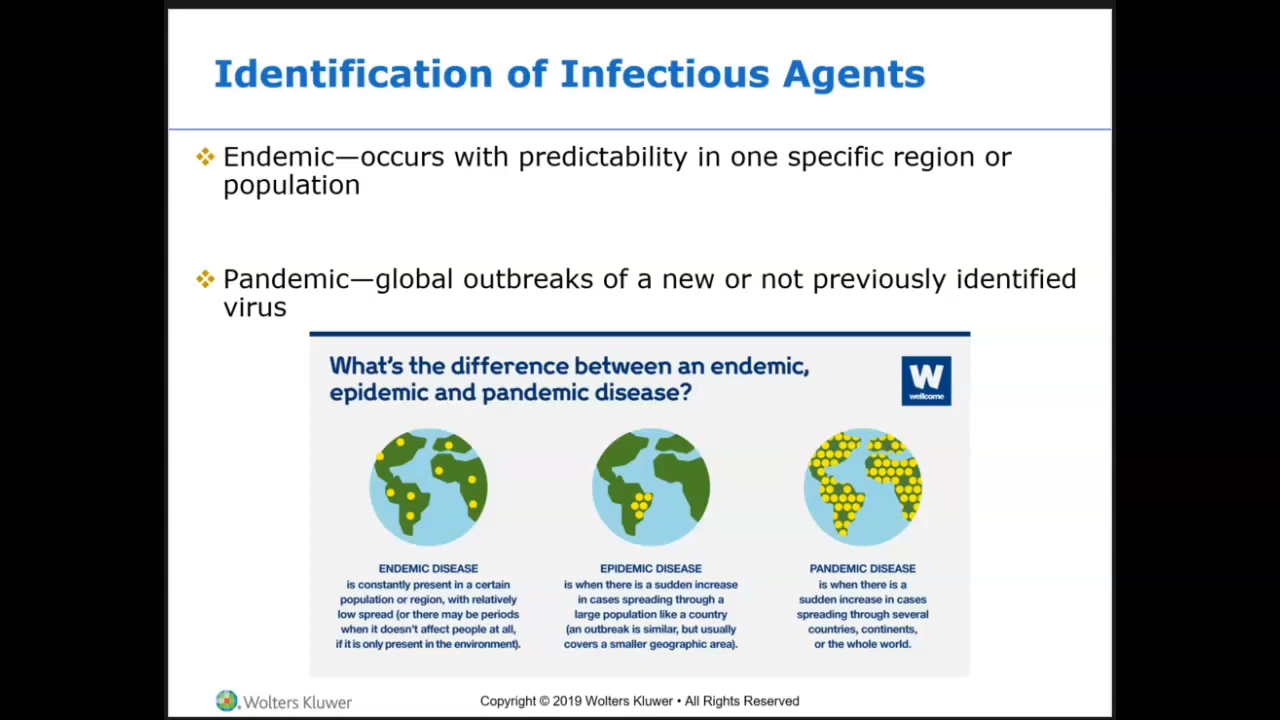 Identification of Infectious Agents
Endemic—occurs with predictability in one specific region or
population
Pandemic—global outbreaks of a new or not previously identified
virus
What's the difference between an endemic,
epidemic and pandemic disease?
W
wellcome
ENDEMIC DISEASE
is constantly present in a certain
population or region, with relatively
low spread (or there may be periods
when it doesn't affect people at all,
if it is only present in the environment).
EPIDEMIC DISEASE
is when there is a sudden increase
in cases spreading through a
large population like a country
(an outbreak is similar, but usually
covers a smaller geographic area).
PANDEMIC DISEASE
is when there is a
sudden increase in cases
spreading through several
countries, continents,
or the whole world.
Wolters Kluwer
Copyright © 2019 Wolters Kluwer • All Rights Reserved